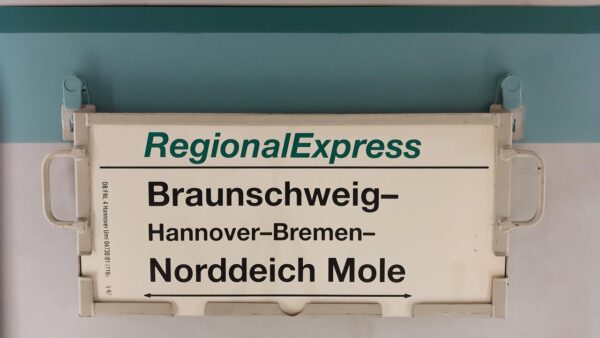 RegionalExpress
Braunschweig–
Hannover–Bremen–
Norddeich Mole